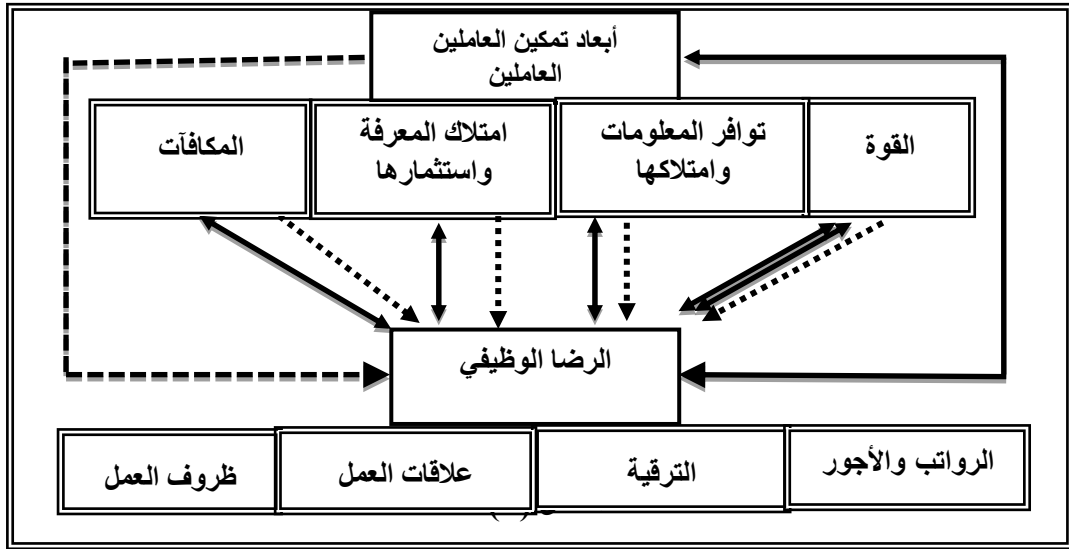 أبعاد تمكين العاملين
العاملين
القوة
توافر المعلومات
وامتلاكها
امتلاك المعرفة
واستثمارها
المكافآت
الرضا الوظيفي
الرواتب والأجور
الترقية
علاقات العمل
ظروف العمل